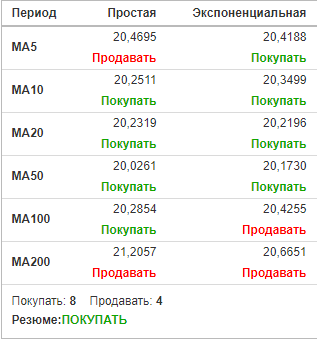 Период Простая Экспоненциальная
20,4695 20,4188
MA5
Продавать Покупать
20,2511 20,3499
MA10
Покупать Покупать
20,2319 20,2196
MA20
Покупать Покупать
20,0261 20,1730
MA50
Покупать Покупать
20,2854 20,4255
MA100
Покупать Продавать
21,2057 20,6651
MA200
Продавать Продавать
Покупать: 8 Продавать: 4
Резюме:ПОКУПАТЬ